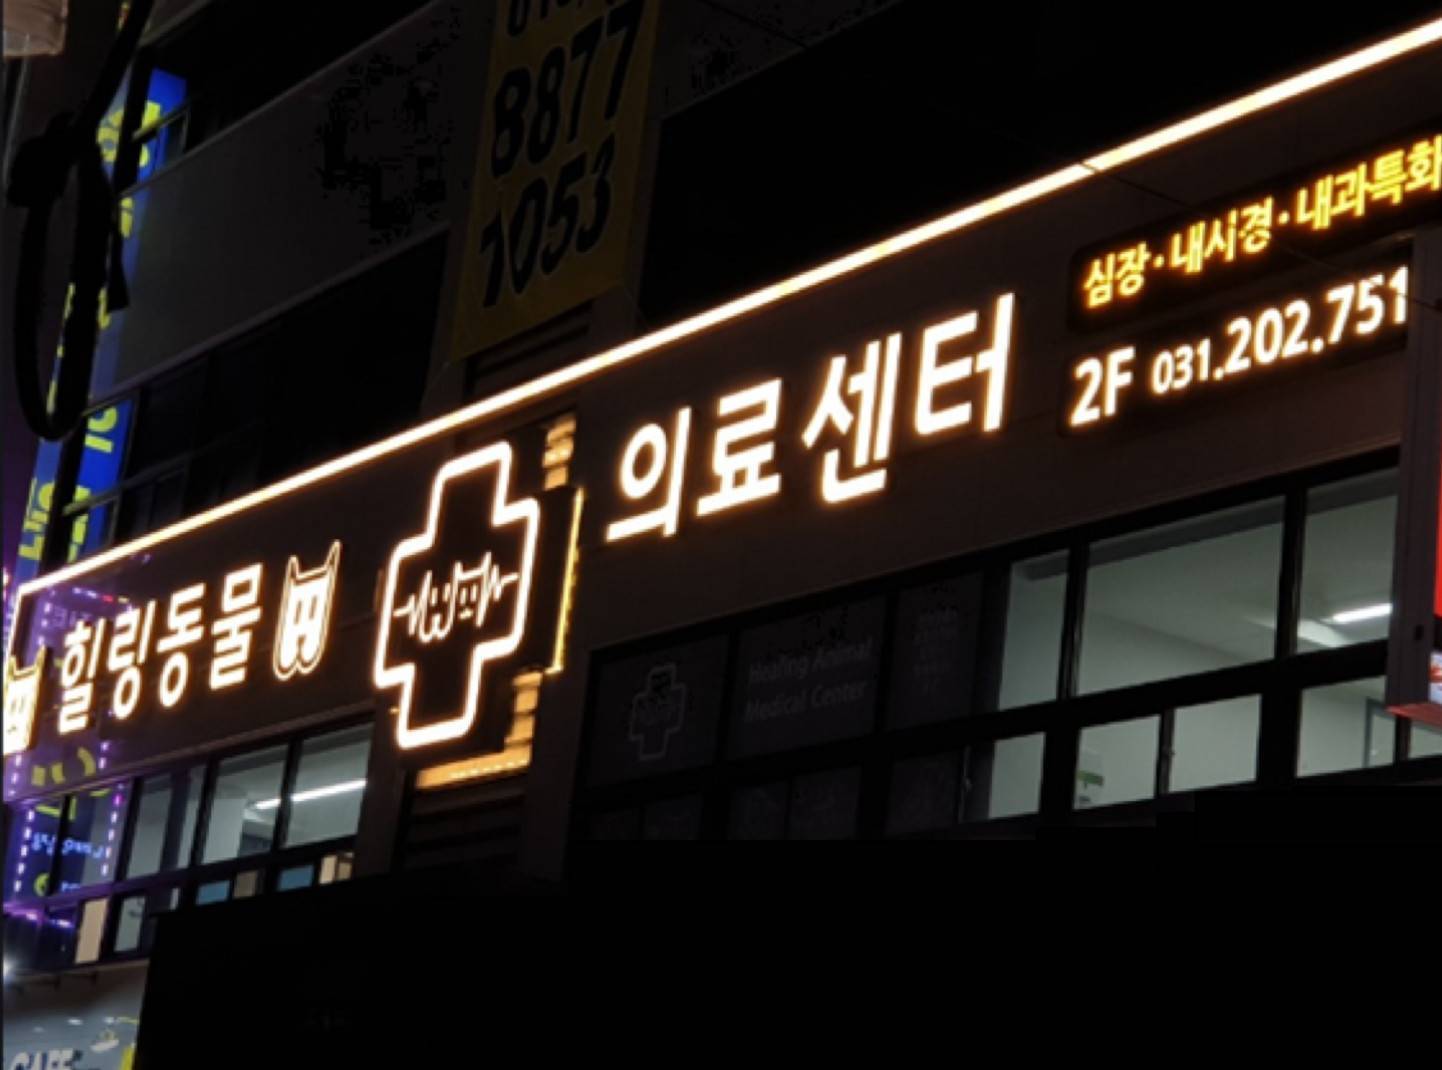 8877
1053
심장·내시경·내과특화
2F 031.202.751
힐링동물 의료센터
Healing Animal
Medical Center
CAFE